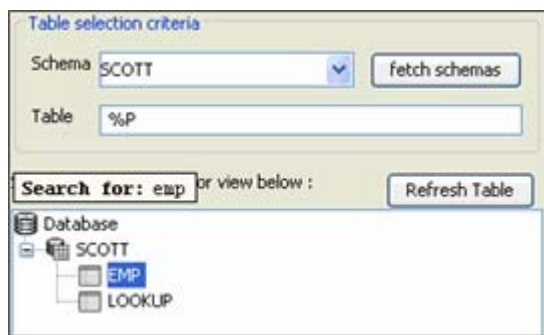 Table selection criteria
Schema SCOTT fetch schemas
Table %P
Search for: emp or view below : Refresh Table
Database
SCOTT
EMP
LOOKUP